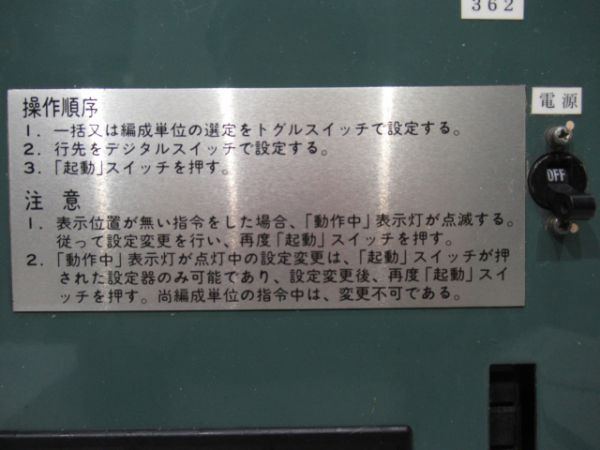 362
電源
OFF
操作順序
1. 一括又は編成単位の選定をトグルスイッチで設定する。
2. 行先をデジタルスイッチで設定する。
3. 「起動」スイッチを押す。
注 意
1. 表示位置が無い指令をした場合、「動作中」表示灯が点滅する。
従って設定変更を行い、再度「起動」スイッチを押す。
2. 「動作中」表示灯が点灯中の設定変更は、「起動」スイッチが押
された設定器のみ可能であり、設定変更後、再度「起動」スイ
ッチを押す。尚編成単位の指令中は、変更不可である。